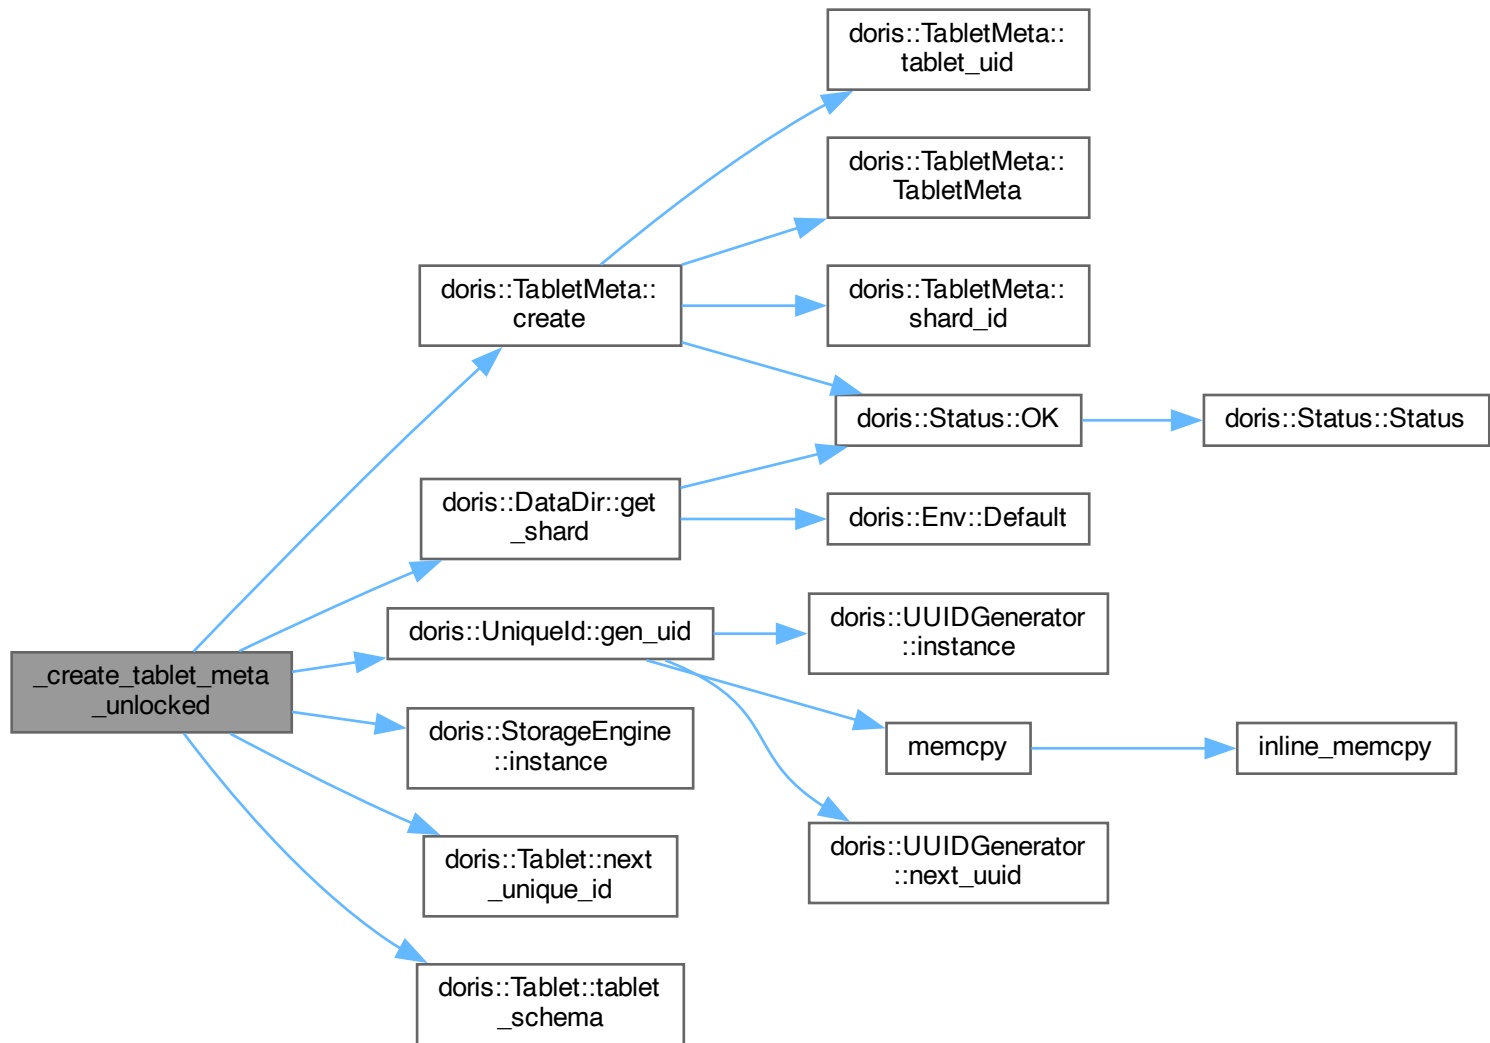 doris::TabletMeta::
tablet_uid
doris::TabletMeta::
TabletMeta
doris::TabletMeta::
create
doris::TabletMeta::
shard_id
doris::Status::OK
doris::Status::Status
doris::DataDir::get
_shard
doris::Env::Default
doris::UniqueId::gen_uid
doris::UUIDGenerator
::instance
_create_tablet_meta
_unlocked
doris::StorageEngine
::instance
memcpy
inline_memcpy
doris::Tablet::next
_unique_id
doris::UUIDGenerator
::next_uuid
doris::Tablet::tablet
_schema